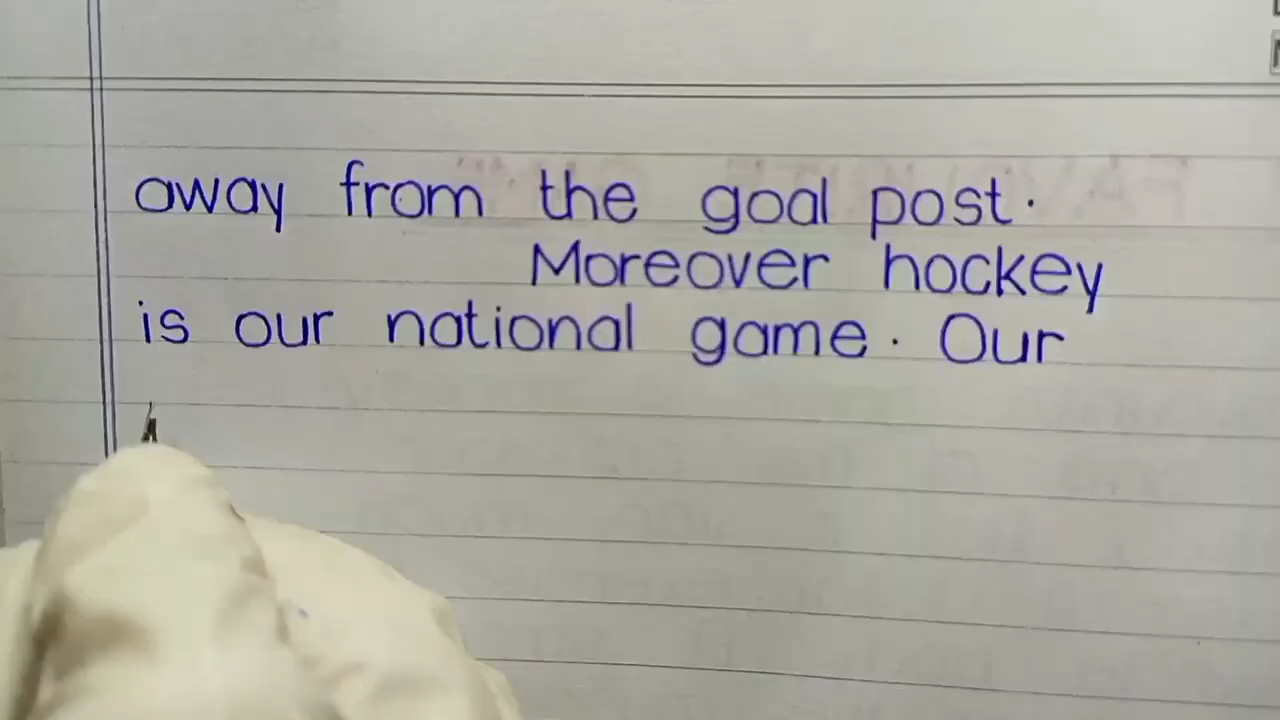 away from the goal post.
Moreover hockey
is our national game. Our